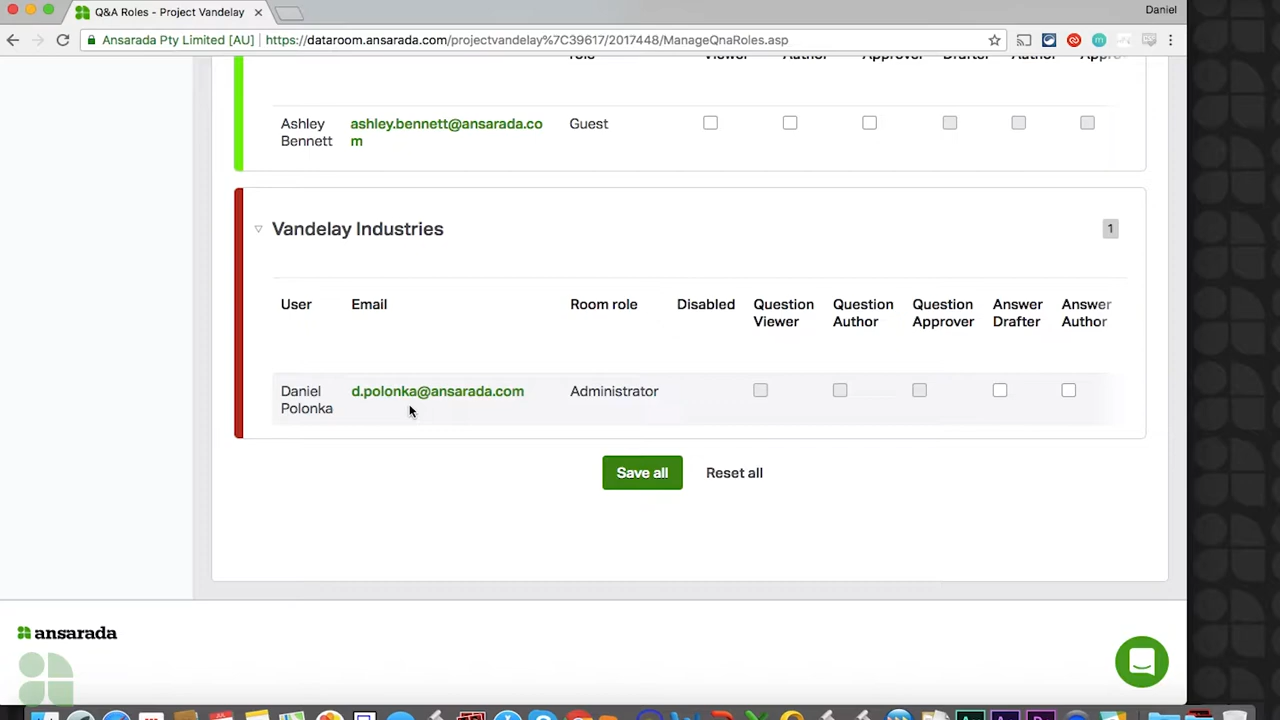 Q&A Roles - Project Vandelay
Daniel
Ansarada Pty Limited [AU] https://dataroom.ansarada.com/projectvandelay%7C39617/2017448/ManageQnaRoles.asp
role Viewer Author Approver Drafter Author
Ashley Bennett
ashley.bennett@ansarada.co
m
Guest
Vandelay Industries
1
User Email Room role Disabled Question Viewer Question Author Question Approver Answer Drafter Answer Author
Daniel Polonka
d.polonka@ansarada.com
Administrator
Save all Reset all
ansarada